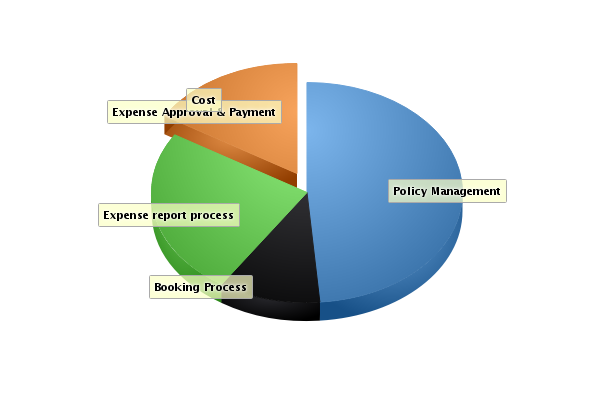 Cost
Expense Approval & Payment
Policy Management
Expense report process
Booking Process